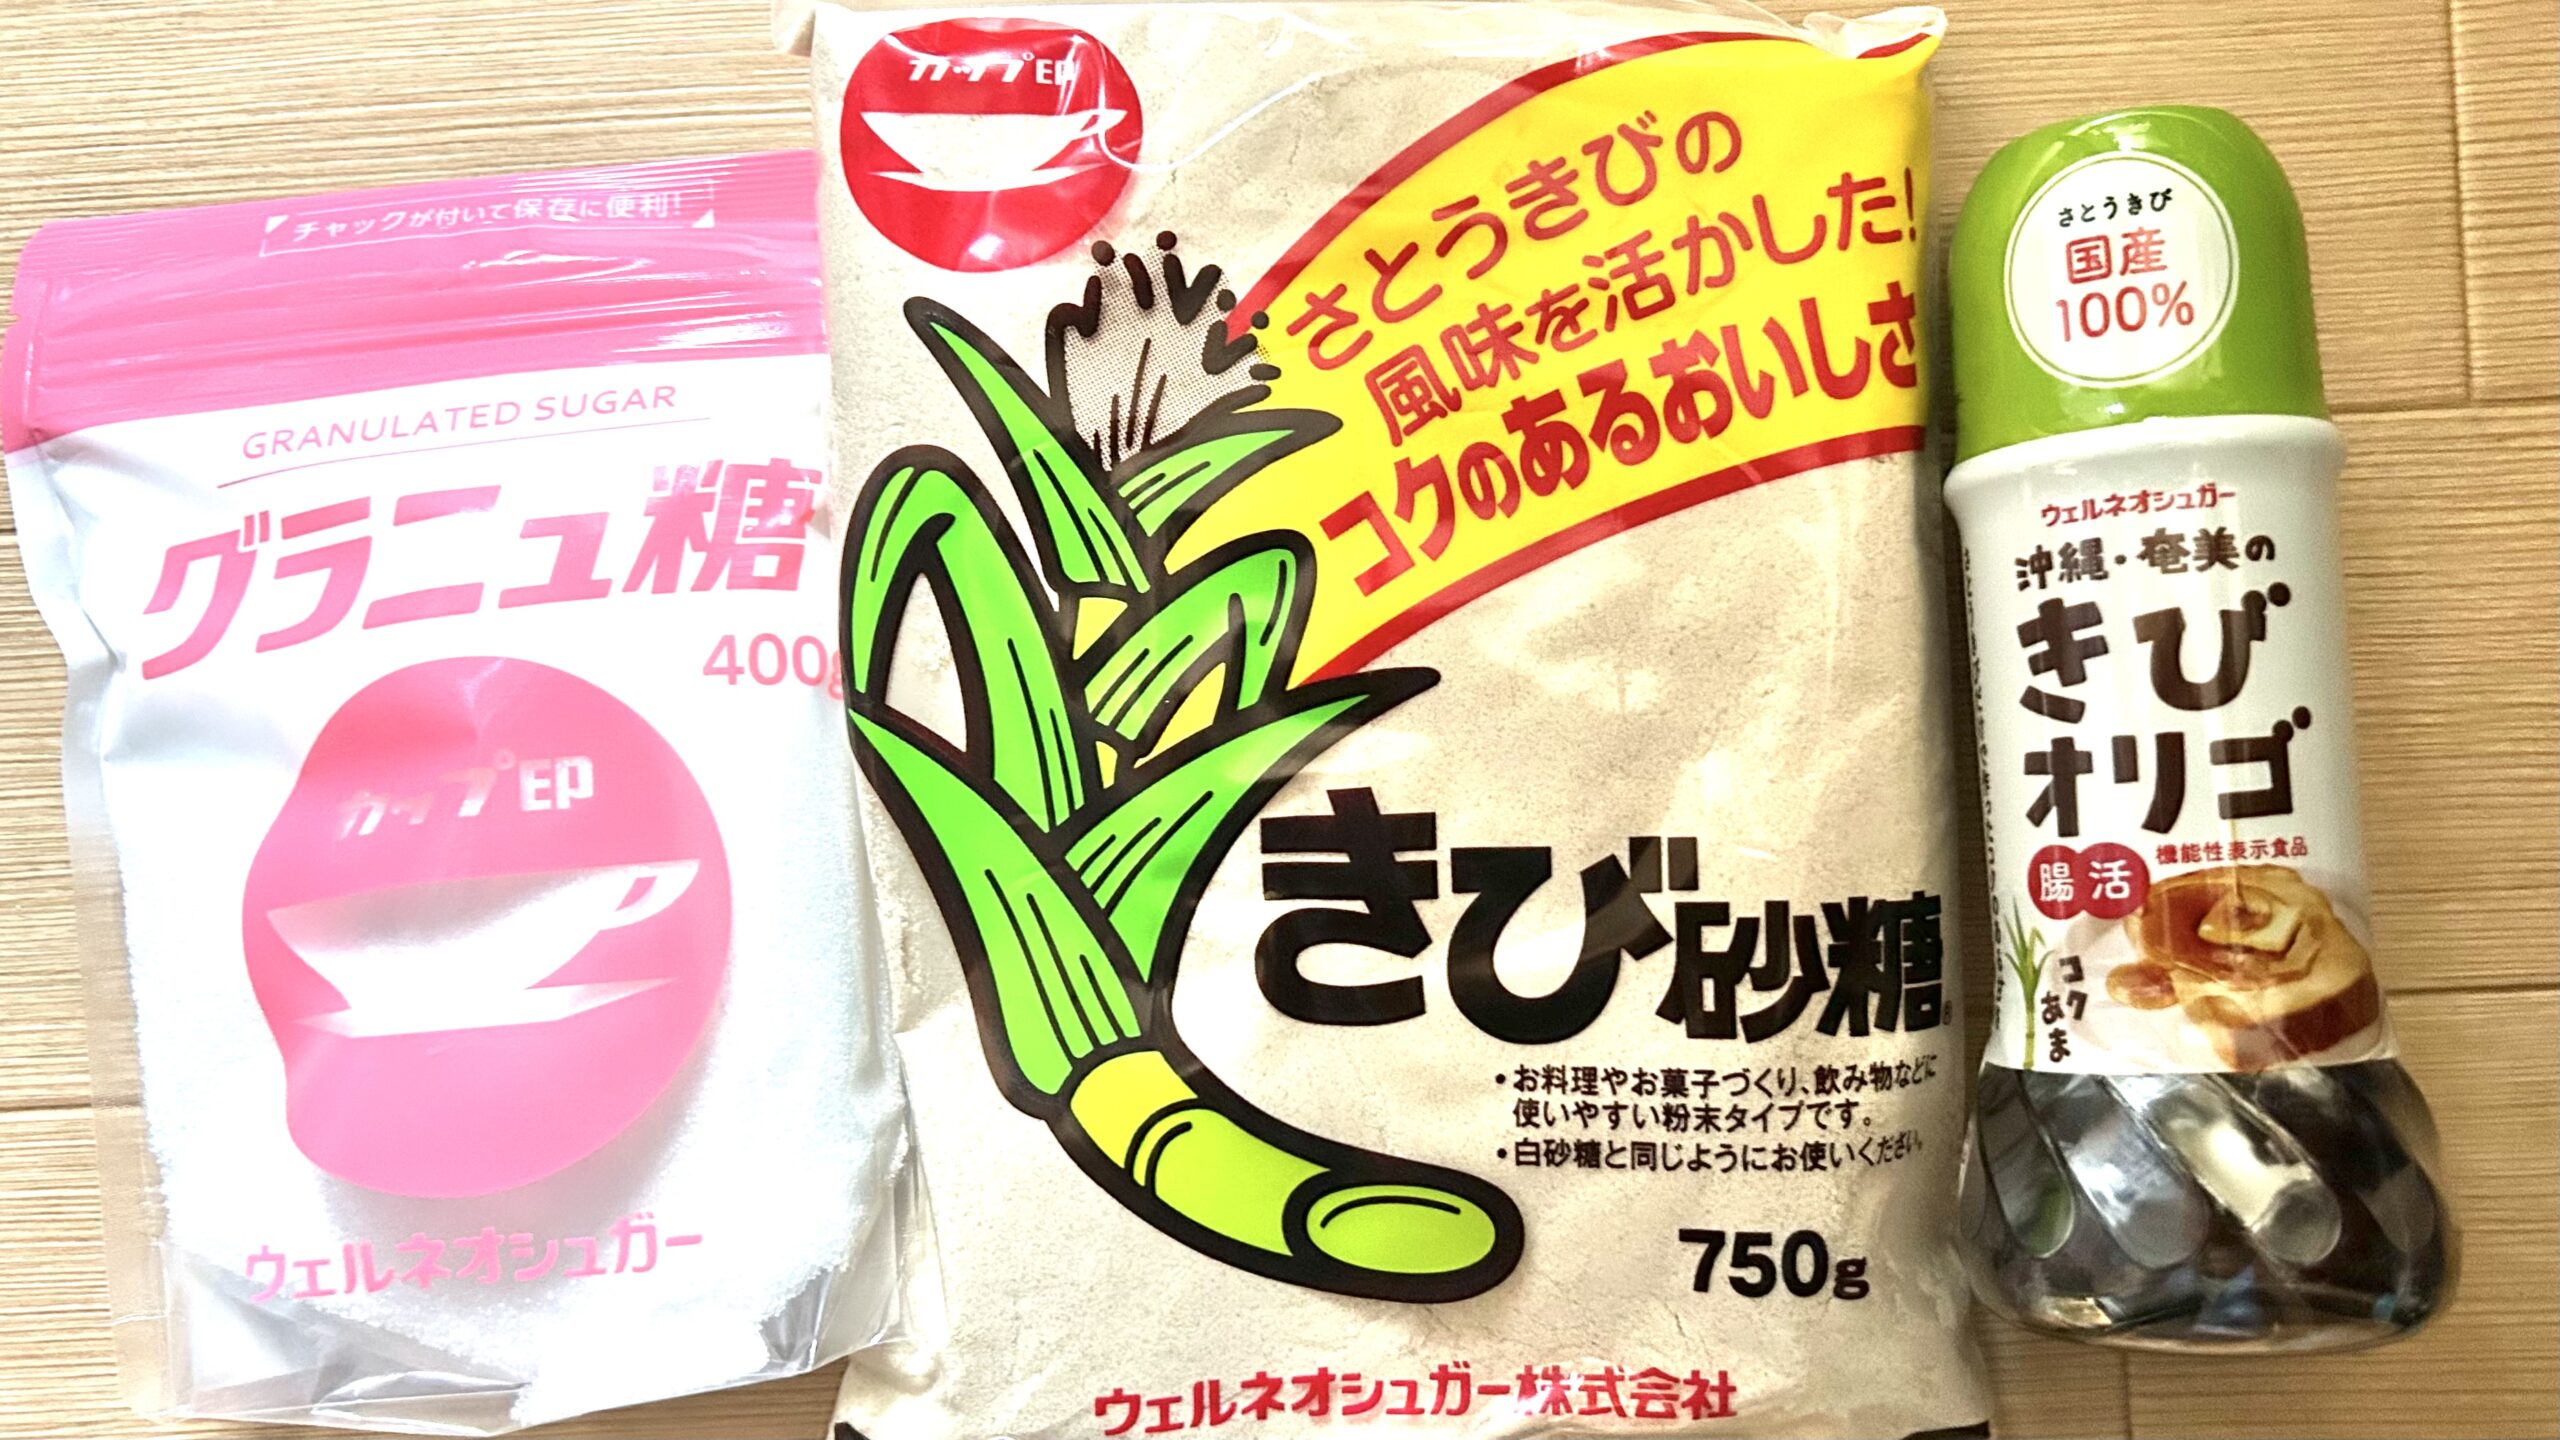 チャックが付いて保存に便利!
GRANULATED SUGAR
グラニュ糖
400g
カップ印
ウェルネオシュガー
カップ印
さとうきびの
風味を活かした!
コクのあるおいしさ
きび砂糖
・お料理やお菓子づくり、飲み物などに
使いやすい粉末タイプです。
・白砂糖と同じようにお使いください。
750g
ウェルネオシュガー株式会社
さとうきび
国産
100%
ウェルネオシュガー
沖縄・奄美の
きび
オリゴ
機能性表示食品
腸活
コク
あま